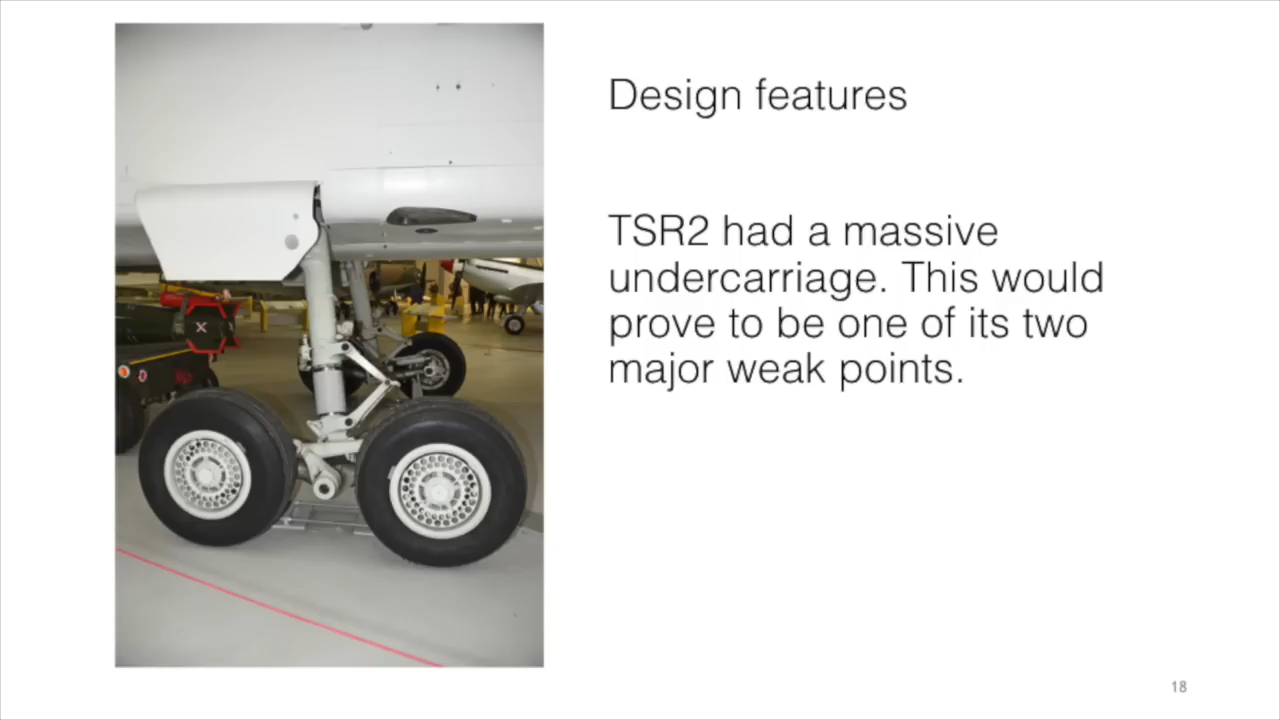 Design features
TSR2 had a massive
undercarriage. This would
prove to be one of its two
major weak points.
18